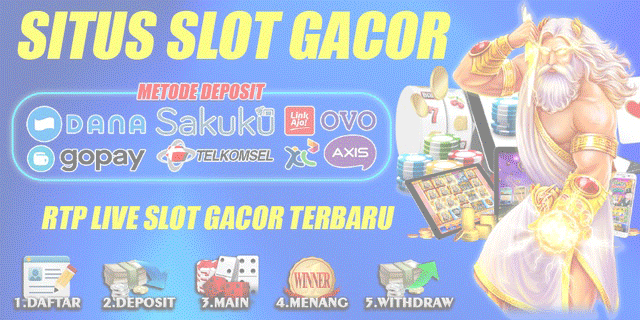 SITUS SLOT GACOR
METODE DEPOSIT
DANA Sakuku LinkAja! OVO
gopay TELKOMSEL XL AXIS
RTP LIVE SLOT GACOR TERBARU
WINNER
1.DAFTAR 2.DEPOSIT 3.MAIN 4.MENANG 5.WITHDRAW